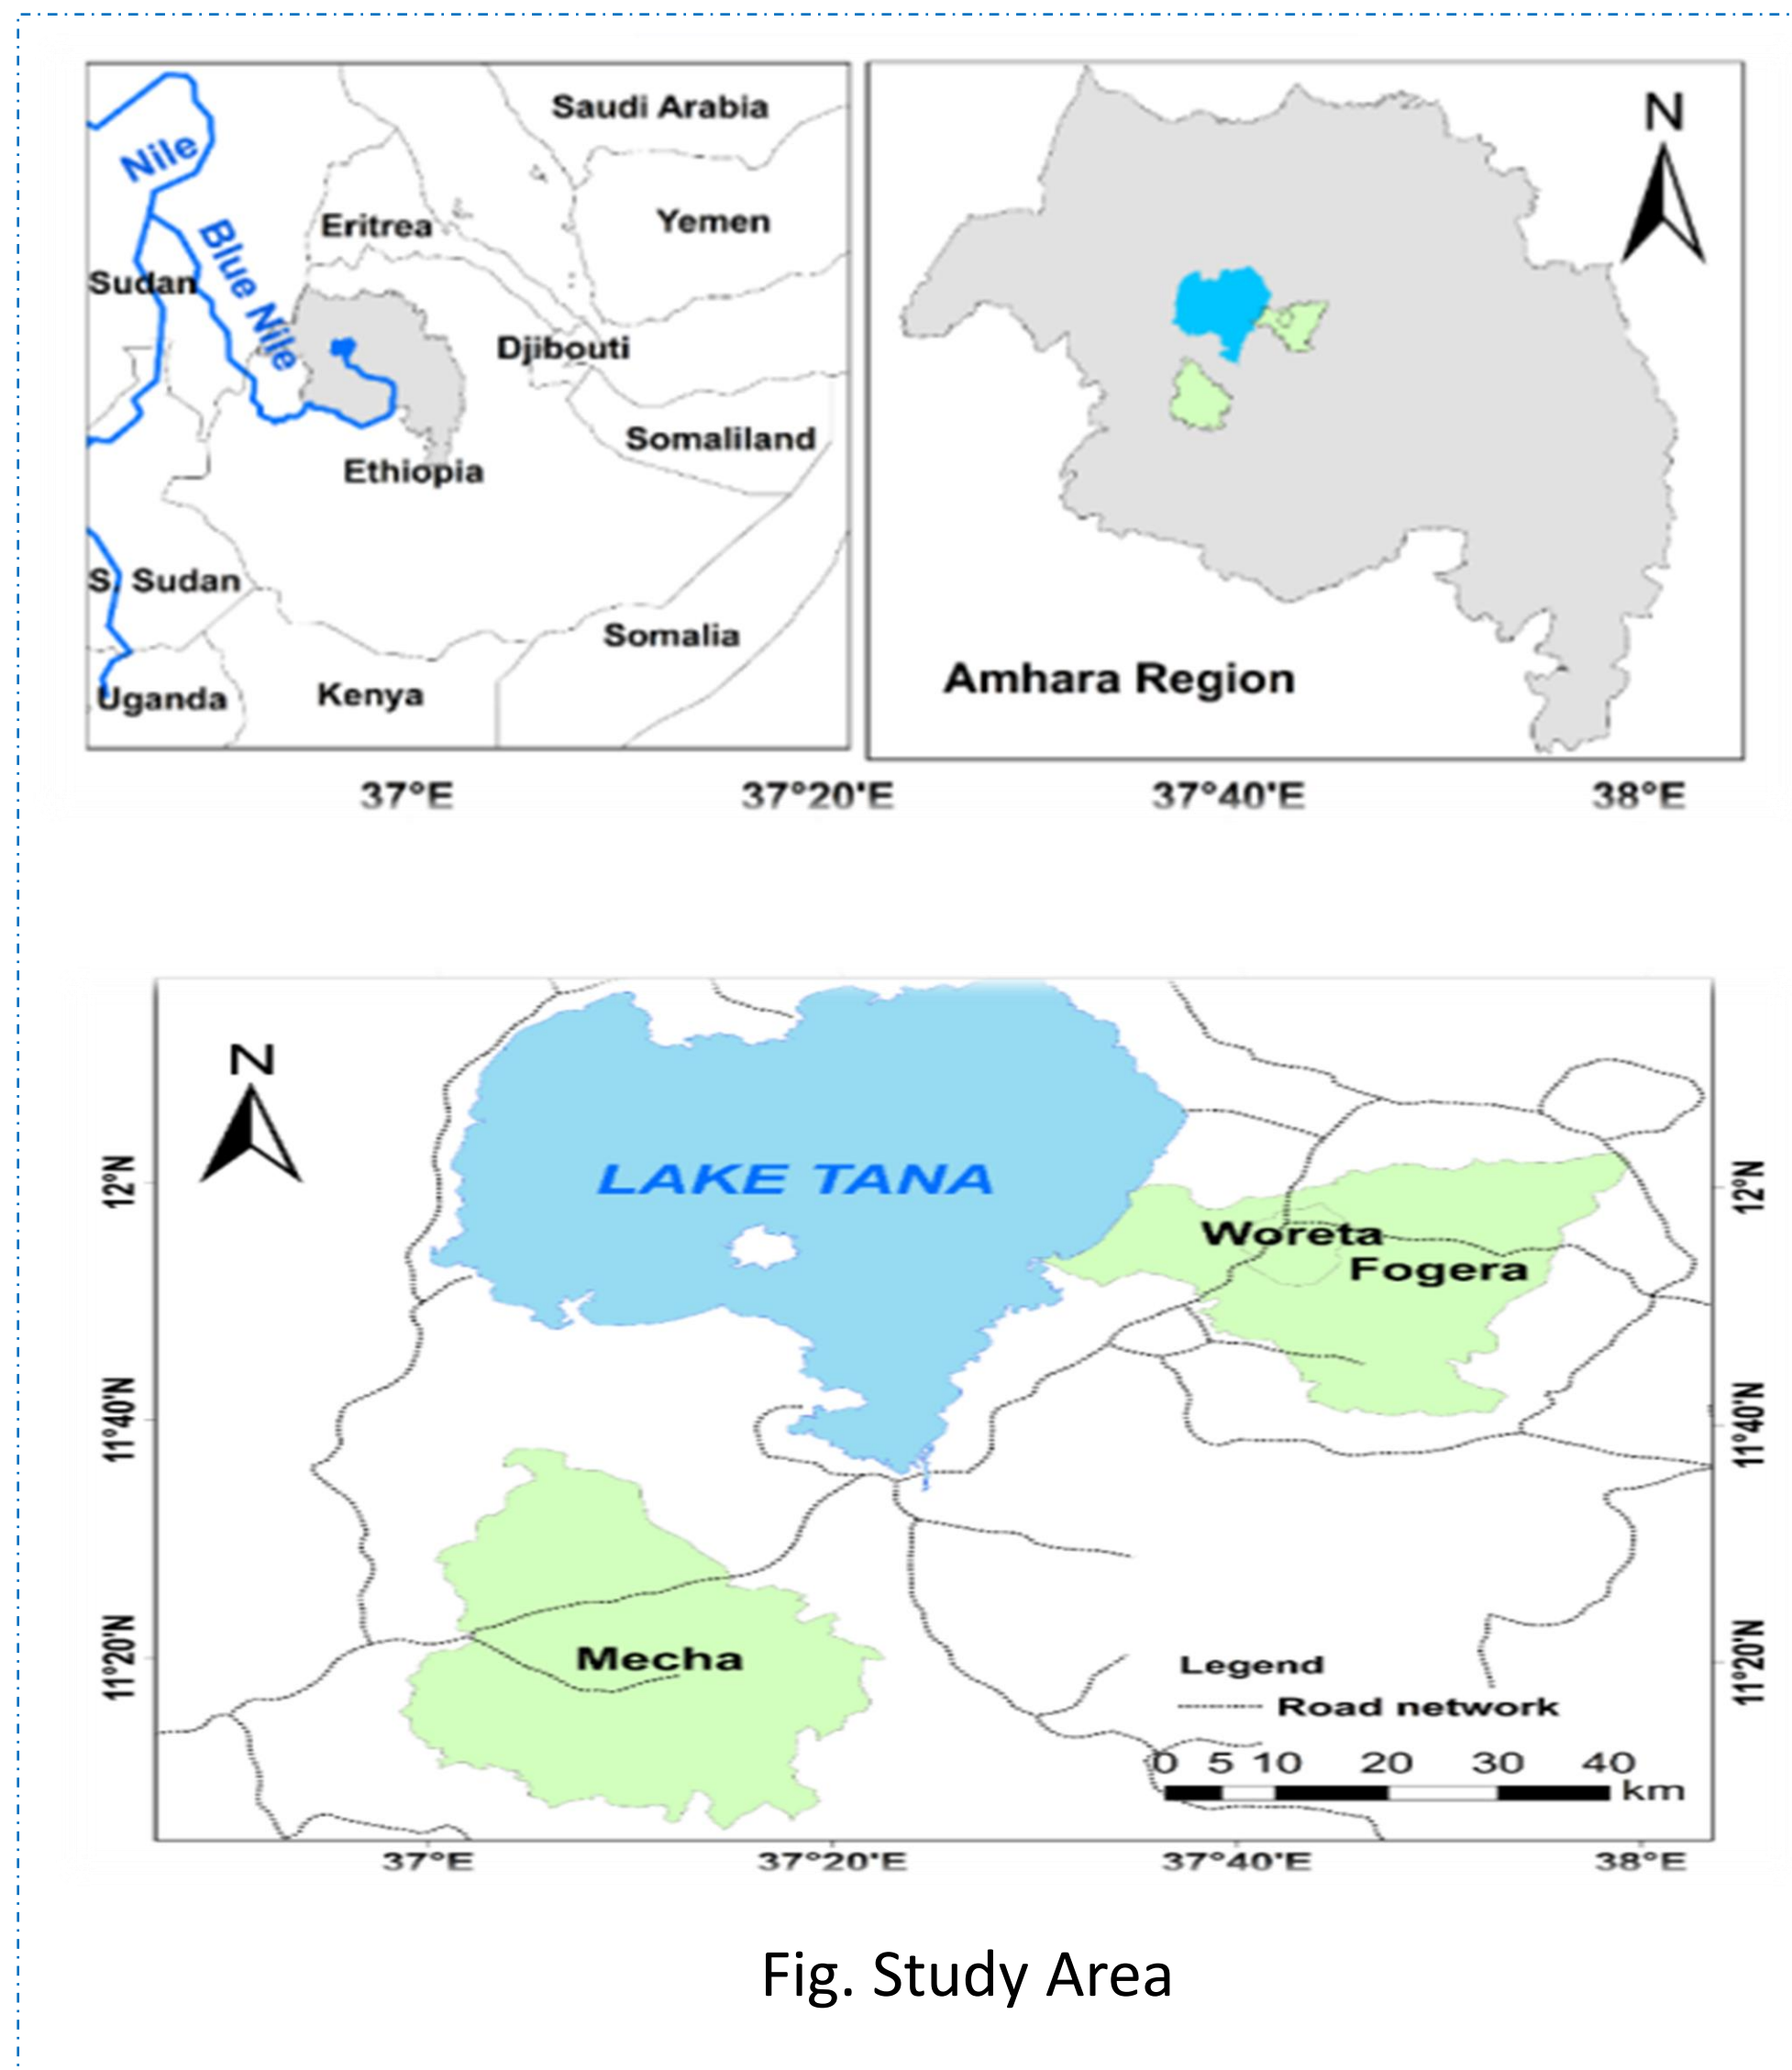 Saudi Arabia
Nile
Eritrea
Yemen
Blue Nile
Sudan
Djibouti
Somaliland
Ethiopia
S. Sudan
Somalia
Uganda
Kenya
N
Amhara Region
37°E
37°20'E
37°40'E
38°E
N
LAKE TANA
12°N
12°N
Woreta
Fogera
11°40'N
11°40'N
Mecha
11°20'N
11°20'N
Legend
Road network
0 5 10 20 30 40
km
37°E
37°20'E
37°40'E
38°E
Fig. Study Area